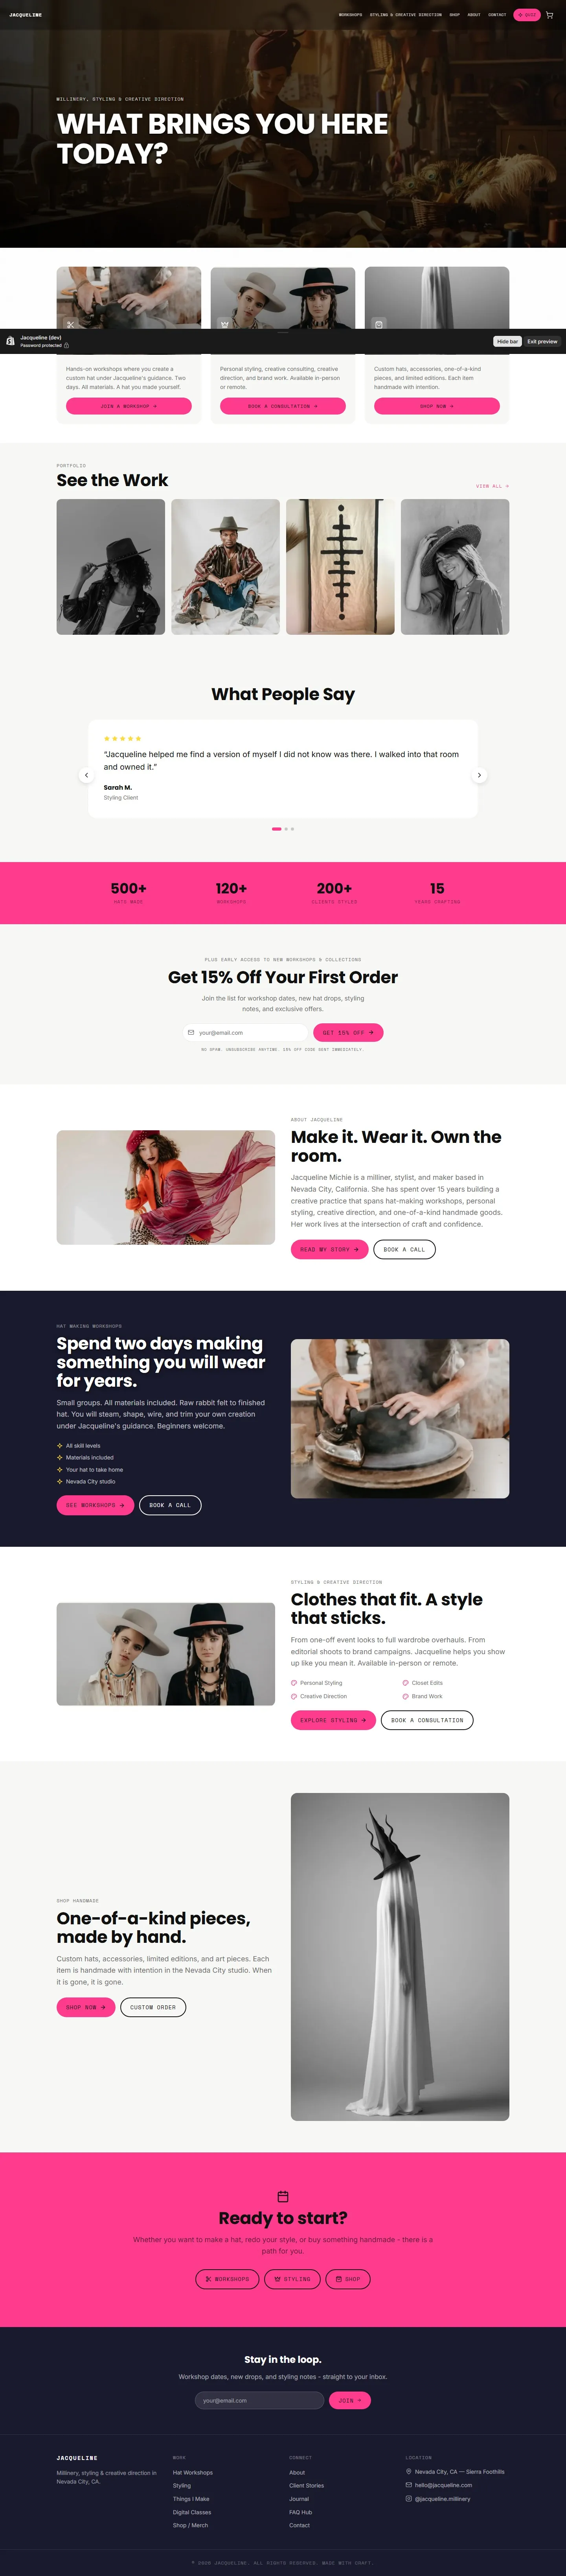 JACQUELINE
WORKSHOPS STYLING & CREATIVE DIRECTION SHOP ABOUT CONTACT QUIZ
MILLINERY, STYLING & CREATIVE DIRECTION
WHAT BRINGS YOU HERE
TODAY?
Jacqueline (dev)
Password protected
Hide bar
Exit preview
Hands-on workshops where you create a
custom hat under Jacqueline's guidance. Two
days. All materials. A hat you made yourself.
JOIN A WORKSHOP →
Personal styling, creative consulting, creative
direction, and brand work. Available in-person
or remote.
BOOK A CONSULTATION →
Custom hats, accessories, one-of-a-kind
pieces, and limited editions. Each item
handmade with intention.
SHOP NOW →
PORTFOLIO
See the Work
VIEW ALL →
What People Say
★★★★★
"Jacqueline helped me find a version of myself I did not know was there. I walked into that room
and owned it."
Sarah M.
Styling Client
500+
HATS MADE
120+
WORKSHOPS
200+
CLIENTS STYLED
15
YEARS CRAFTING
PLUS EARLY ACCESS TO NEW WORKSHOPS & COLLECTIONS
Get 15% Off Your First Order
Join the list for workshop dates, new hat drops, styling
notes, and exclusive offers.
your@email.com
GET 15% OFF →
NO SPAM. UNSUBSCRIBE ANYTIME. 15% OFF CODE SENT IMMEDIATELY.
ABOUT JACQUELINE
Make it. Wear it. Own the
room.
Jacqueline Michie is a milliner, stylist, and maker based in
Nevada City, California. She has spent over 15 years building a
creative practice that spans hat-making workshops, personal
styling, creative direction, and one-of-a-kind handmade goods.
Her work lives at the intersection of craft and confidence.
READ MY STORY →
BOOK A CALL
HAT MAKING WORKSHOPS
Spend two days making
something you will wear
for years.
Small groups. All materials included. Raw rabbit felt to finished
hat. You will steam, shape, wire, and trim your own creation
under Jacqueline's guidance. Beginners welcome.
All skill levels
Materials included
Your hat to take home
Nevada City studio
SEE WORKSHOPS →
BOOK A CALL
STYLING & CREATIVE DIRECTION
Clothes that fit. A style
that sticks.
From one-off event looks to full wardrobe overhauls. From
editorial shoots to brand campaigns. Jacqueline helps you show
up like you mean it. Available in-person or remote.
Personal Styling
Closet Edits
Creative Direction
Brand Work
EXPLORE STYLING →
BOOK A CONSULTATION
SHOP HANDMADE
One-of-a-kind pieces,
made by hand.
Custom hats, accessories, limited editions, and art pieces. Each
item is handmade with intention in the Nevada City studio. When
it is gone, it is gone.
SHOP NOW →
CUSTOM ORDER
Ready to start?
Whether you want to make a hat, redo your style, or buy something handmade – there is a
path for you.
WORKSHOPS
STYLING
SHOP
Stay in the loop.
Workshop dates, new drops, and styling notes – straight to your inbox.
your@email.com
JOIN →
JACQUELINE
Millinery, styling & creative direction in
Nevada City, CA.
WORK
Hat Workshops
Styling
Things I Make
Digital Classes
Shop / Merch
CONNECT
About
Client Stories
Journal
FAQ Hub
Contact
LOCATION
Nevada City, CA — Sierra Foothills
hello@jacqueline.com
@jacqueline.millinery
© 2026 JACQUELINE. ALL RIGHTS RESERVED. MADE WITH CRAFT.